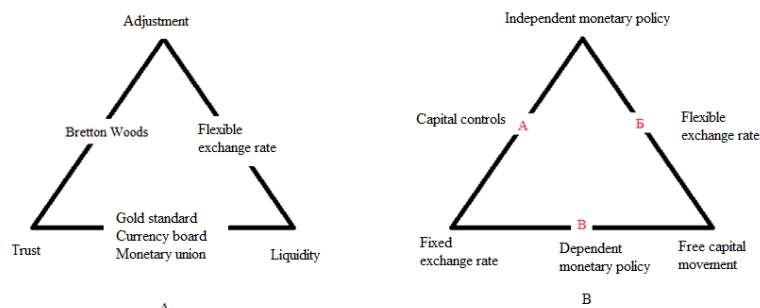 Adjustment
Bretton Woods
Flexible
exchange rate
Gold standard
Currency board
Monetary union
Trust
Liquidity
Independent monetary policy
Capital controls
А
Б
Flexible
exchange rate
В
Fixed
exchange rate
Dependent
monetary policy
Free capital
movement
B